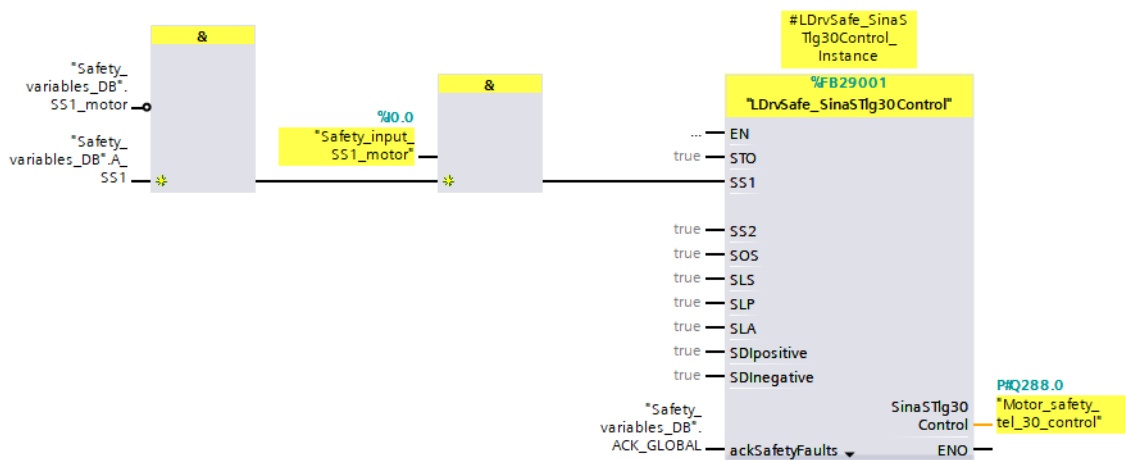 &
"Safety_
variables_DB".
SS1_motor
"Safety_
variables_DB".A_
SS1
%I0.0
"Safety_input_
SS1_motor"
&
#LDrvSafe_SinaS
Tlg30Control_
Instance
%FB29001
"LDrvSafe_SinaSTlg30Control"
... EN
true STO
SS1
true SS2
true SOS
true SLS
true SLP
true SLA
true SDIpositive
true SDInegative
"Safety_
variables_DB".
ACK_GLOBAL
ackSafetyFaults
SinaSTlg30
Control
ENO
P#Q288.0
"Motor_safety_
tel_30_control"